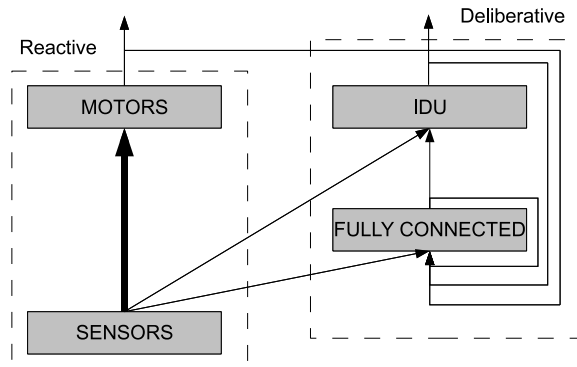 Deliberative
Reactive
MOTORS
IDU
FULLY CONNECTED
SENSORS